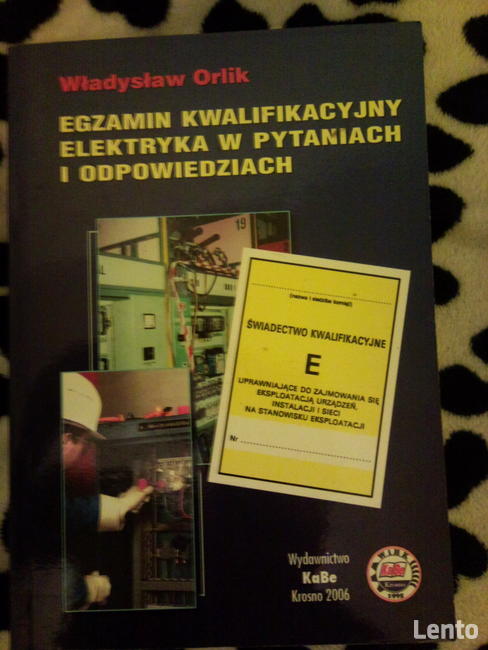 Władysław Orlik
EGZAMIN KWALIFIKACYJNY
ELEKTRYKA W PYTANIACH
I ODPOWIEDZIACH
19
(nazwa i siedziba komisji)
ŚWIADECTWO KWALIFIKACYJNE
E
UPRAWNIAJĄCE DO ZAJMOWANIA SIĘ
EKSPLOATACJĄ URZĄDZEŃ,
INSTALACJI I SIECI
NA STANOWISKU EKSPLOATACJI
Nr
Wydawnictwo
KaBe
Krosno 2006
KaBe
Krosno
Lento